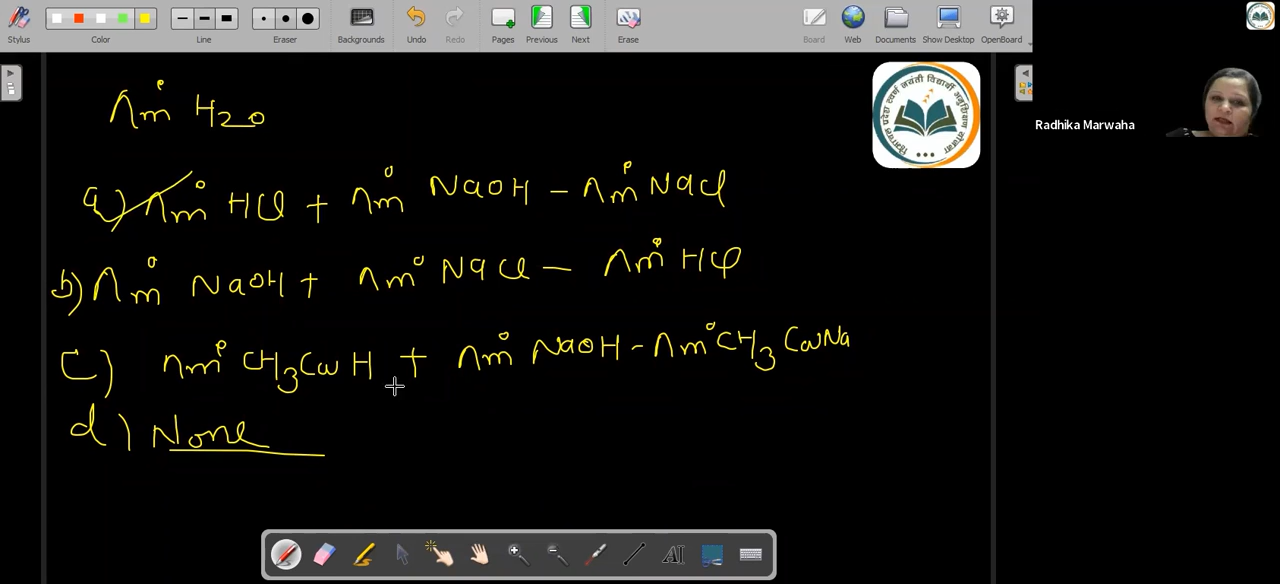 Stylus Color Line Eraser Backgrounds Undo Redo Pages Previous Next Erase Board Web Documents Show Desktop OpenBoard
Λm° H2O
a) Λm° HCl + Λm° NaOH - Λm° NaCl
b) Λm° NaOH + Λm° NaCl - Λm° HCl
c) Λm° CH3COOH + Λm° NaOH - Λm° CH3COONa
d) None
Radhika Marwaha